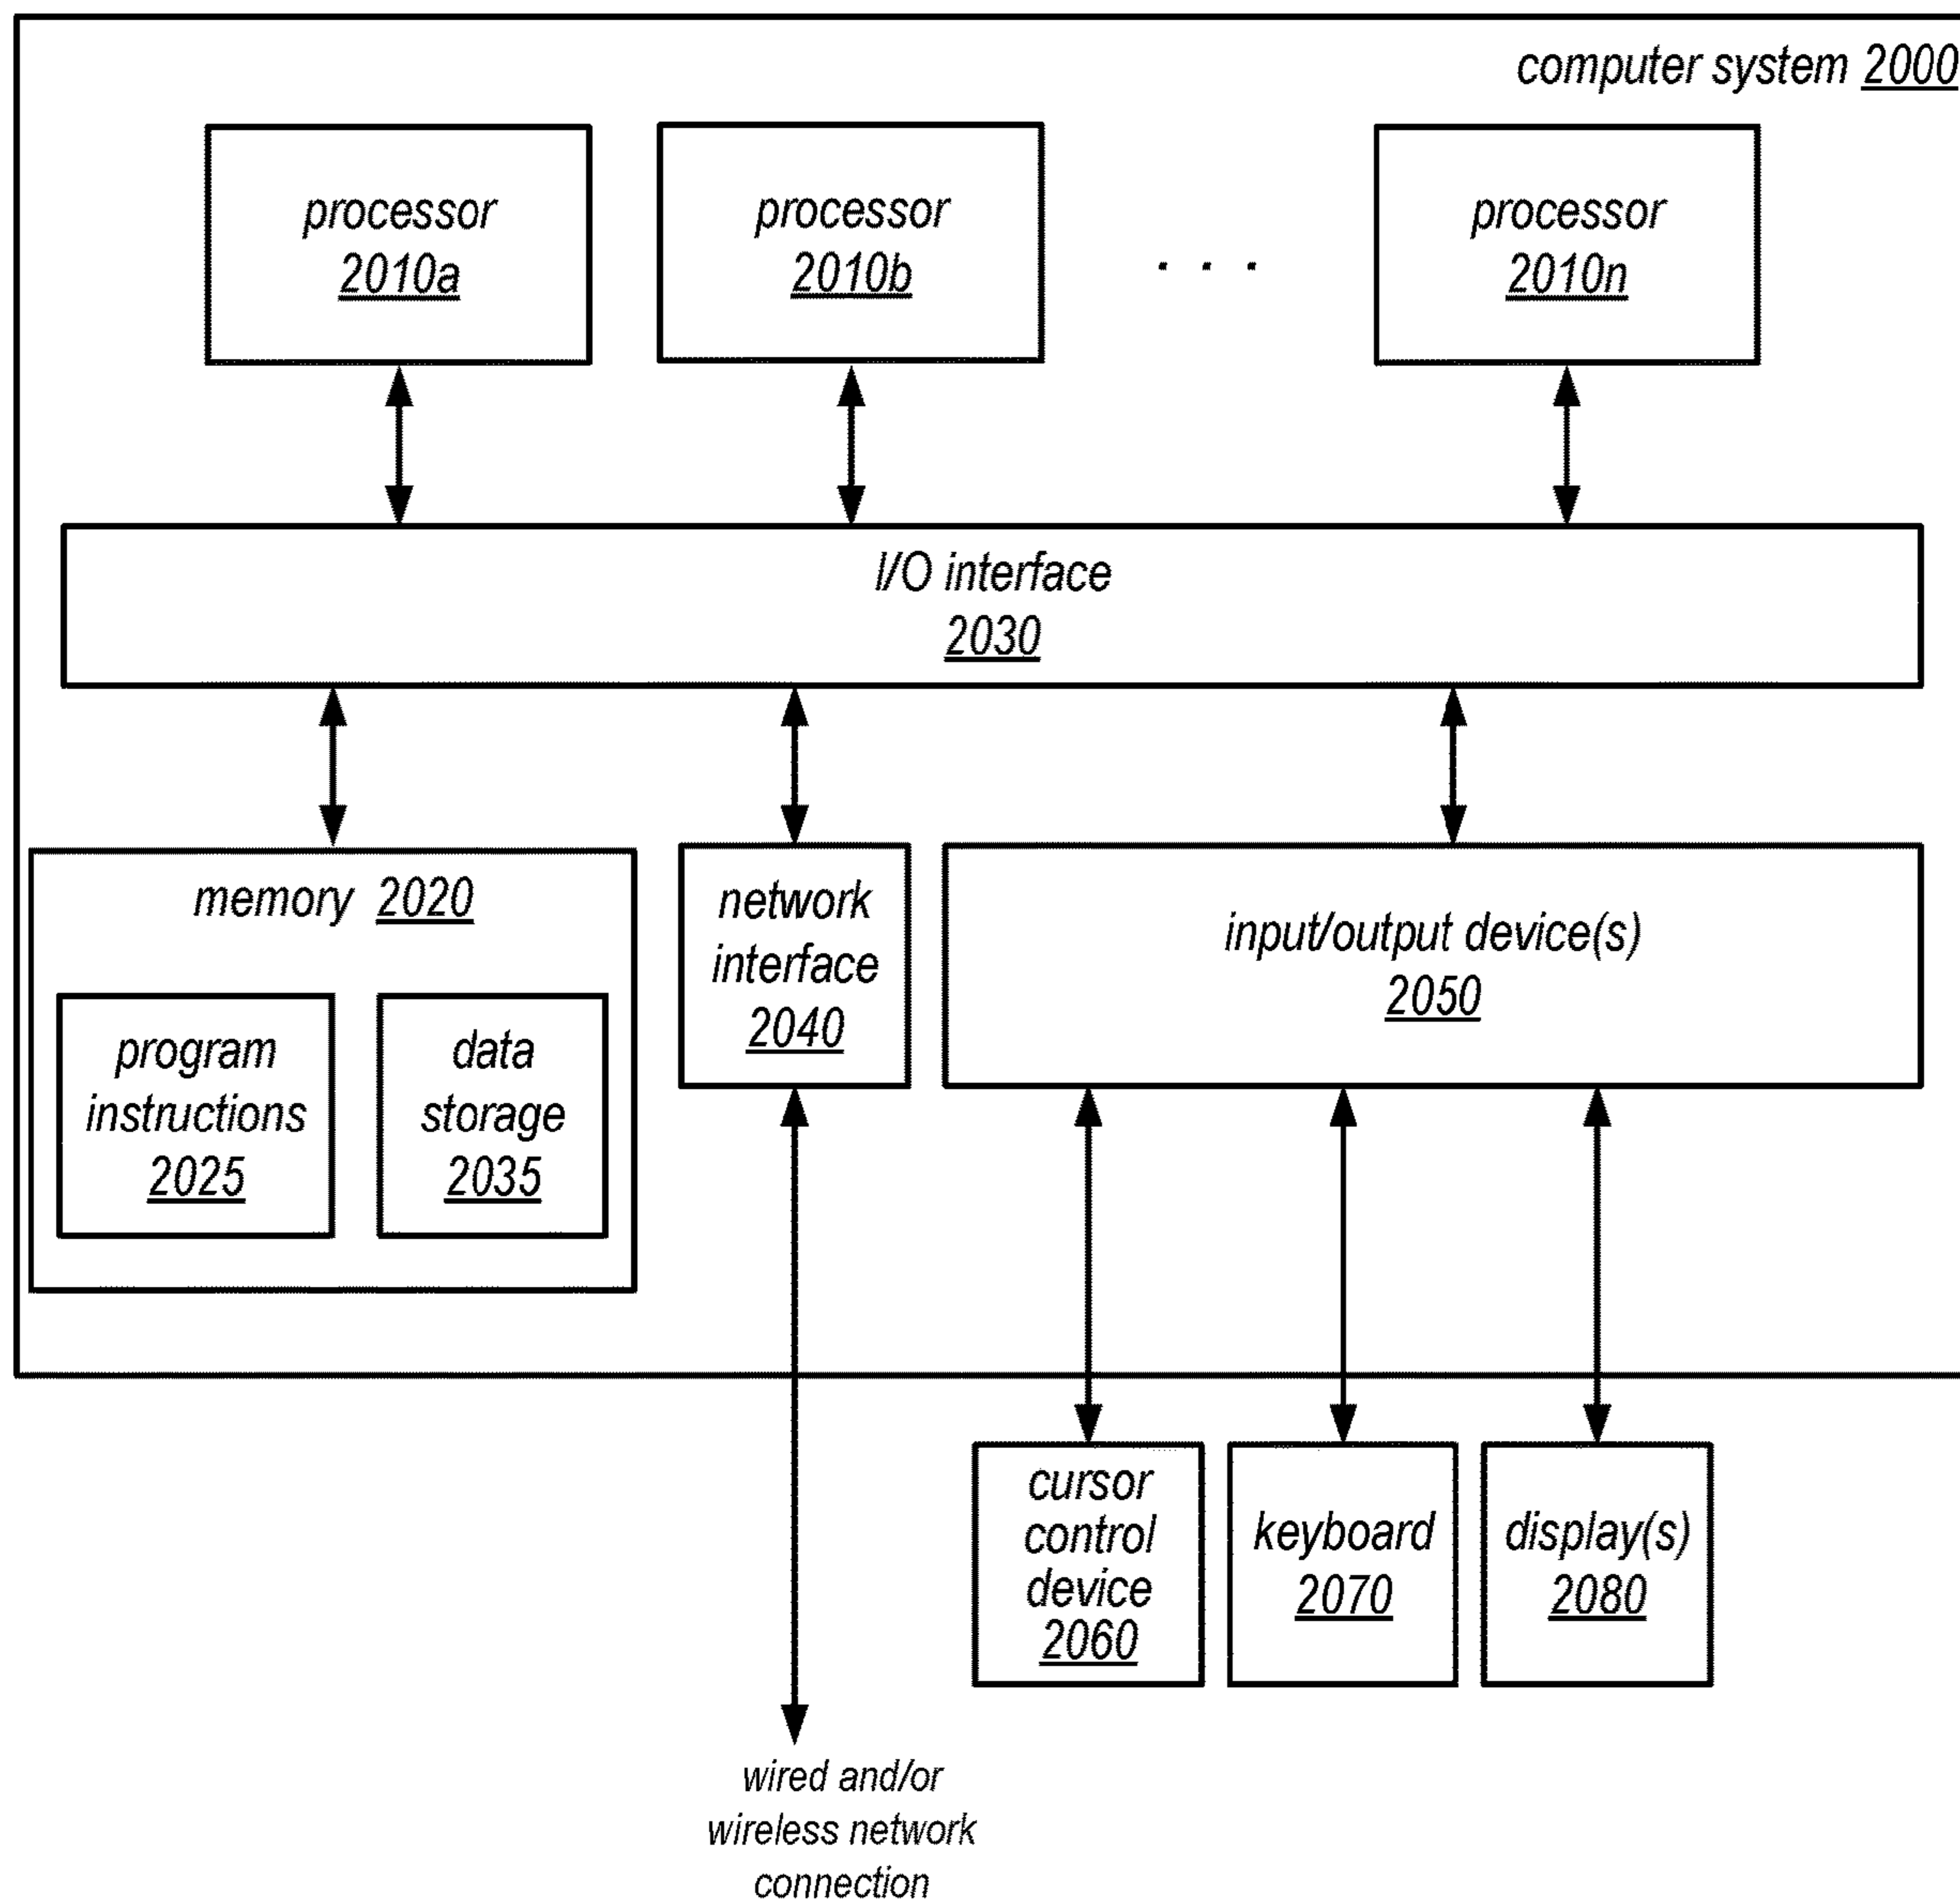 computer system 2000
processor
2010a
processor
2010b
. . .
processor
2010n
I/O interface
2030
memory 2020
program
instructions
2025
data
storage
2035
network
interface
2040
input/output device(s)
2050
cursor
control
device
2060
keyboard
2070
display(s)
2080
wired and/or
wireless network
connection